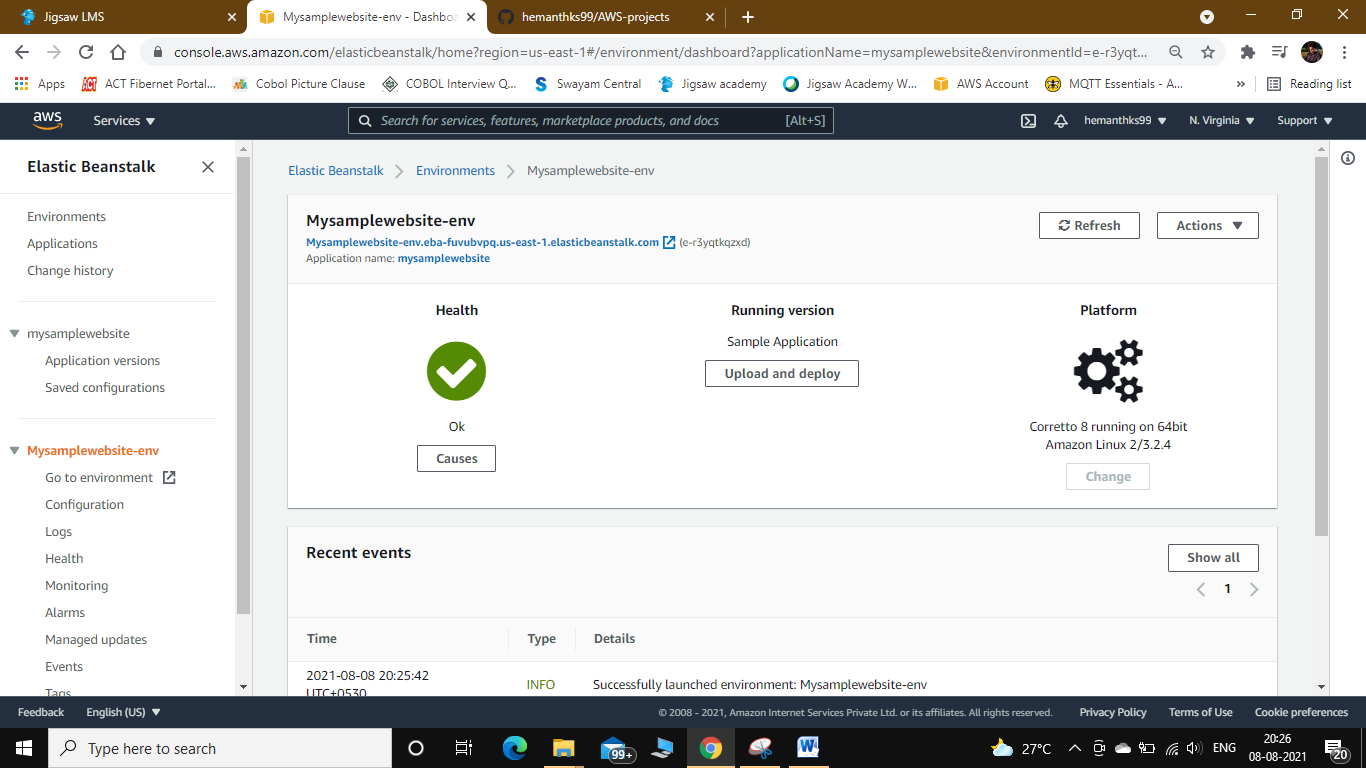 Jigsaw LMS
Mysamplewebsite-env - Dashboa
hemanthks99/AWS-projects
console.aws.amazon.com/elasticbeanstalk/home?region=us-east-1#/environment/dashboard?applicationName=mysamplewebsite&environmentId=e-r3yqt...
Apps
ACT Fibernet Portal...
Cobol Picture Clause
COBOL Interview Q...
Swayam Central
Jigsaw academy
Jigsaw Academy W...
AWS Account
MQTT Essentials - A...
»
Reading list
aws
Services
Search for services, features, marketplace products, and docs
[Alt+S]
hemanthks99
N. Virginia
Support
Elastic Beanstalk
Environments
Applications
Change history
mysamplewebsite
Application versions
Saved configurations
Mysamplewebsite-env
Go to environment
Configuration
Logs
Health
Monitoring
Alarms
Managed updates
Events
Tags
Elastic Beanstalk
Environments
Mysamplewebsite-env
Mysamplewebsite-env
Mysamplewebsite-env.eba-fuvubvpq.us-east-1.elasticbeanstalk.com (e-r3yqtkqzxd)
Application name: mysamplewebsite
Refresh
Actions
Health
Ok
Causes
Running version
Sample Application
Upload and deploy
Platform
Corretto 8 running on 64bit
Amazon Linux 2/3.2.4
Change
Recent events
Show all
1
Time
Type
Details
2021-08-08 20:25:42
UTC+0530
INFO
Successfully launched environment: Mysamplewebsite-env
Feedback
English (US)
© 2008 - 2021, Amazon Internet Services Private Ltd. or its affiliates. All rights reserved.
Privacy Policy
Terms of Use
Cookie preferences
Type here to search
99+
27°C
ENG
20:26
08-08-2021
20